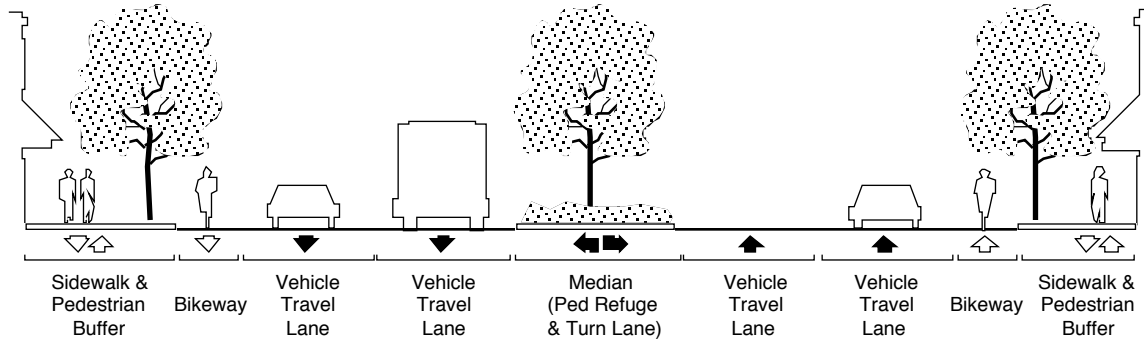 Sidewalk &
Pedestrian
Buffer
Bikeway
Vehicle
Travel
Lane
Vehicle
Travel
Lane
Median
(Ped Refuge
& Turn Lane)
Vehicle
Travel
Lane
Vehicle
Travel
Lane
Bikeway
Sidewalk &
Pedestrian
Buffer